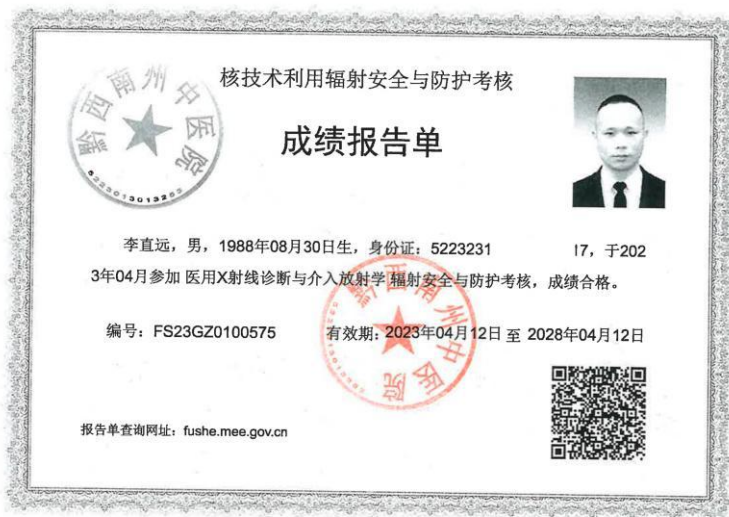 核技术利用辐射安全与防护考核
成绩报告单
黔西南州中医院
5223013013263
李直远，男，1988年08月30日生，身份证：5223231 17，于202
3年04月参加 医用X射线诊断与介入放射学 辐射安全与防护考核，成绩合格。
黔西南州中医院
编号：FS23GZ0100575 有效期：2023年04月12日 至 2028年04月12日
报告单查询网址：fushe.mee.gov.cn